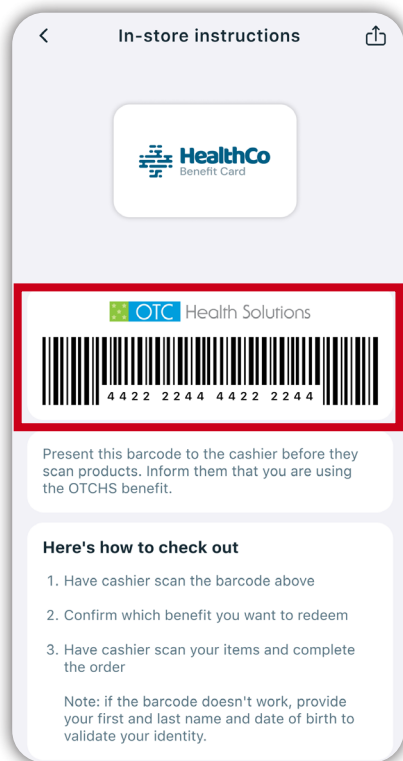 In-store instructions
HealthCo
Benefit Card
OTC Health Solutions
4422 2244 4422 2244
Present this barcode to the cashier before they
scan products. Inform them that you are using
the OTCHS benefit.
Here's how to check out
1. Have cashier scan the barcode above
2. Confirm which benefit you want to redeem
3. Have cashier scan your items and complete
the order
Note: if the barcode doesn't work, provide
your first and last name and date of birth to
validate your identity.